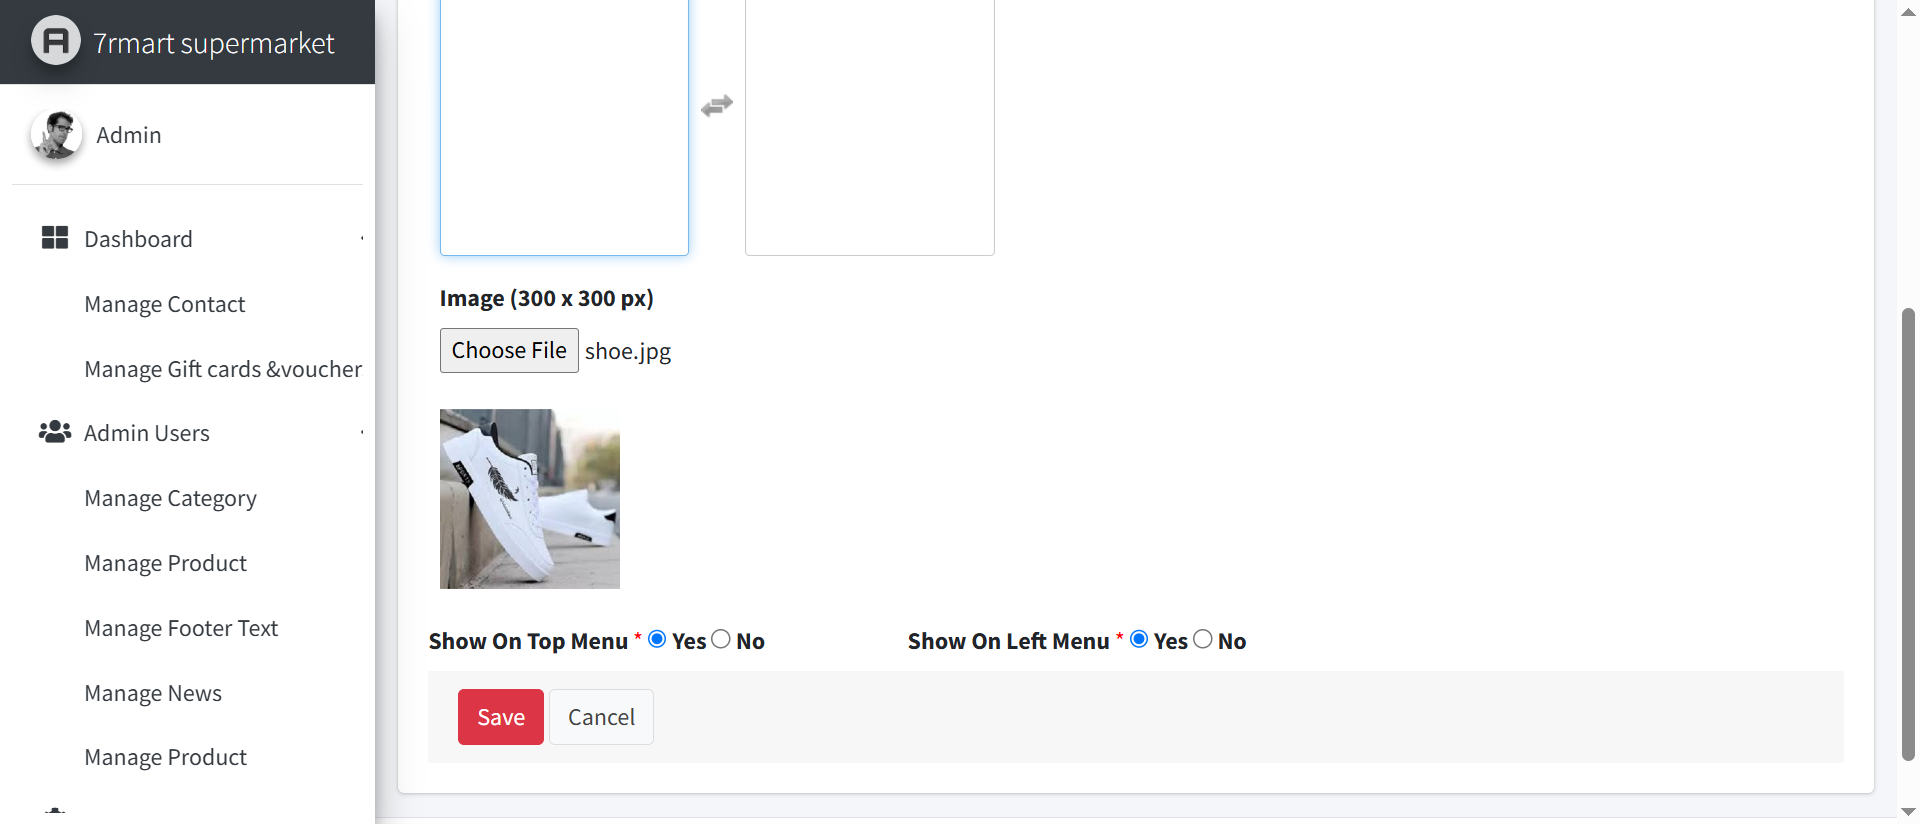 7rmart supermarket
Admin
Dashboard
Manage Contact
Manage Gift cards &voucher
Admin Users
Manage Category
Manage Product
Manage Footer Text
Manage News
Manage Product
Image (300 x 300 px)
Choose File shoe.jpg
Show On Top Menu * Yes No
Show On Left Menu * Yes No
Save Cancel